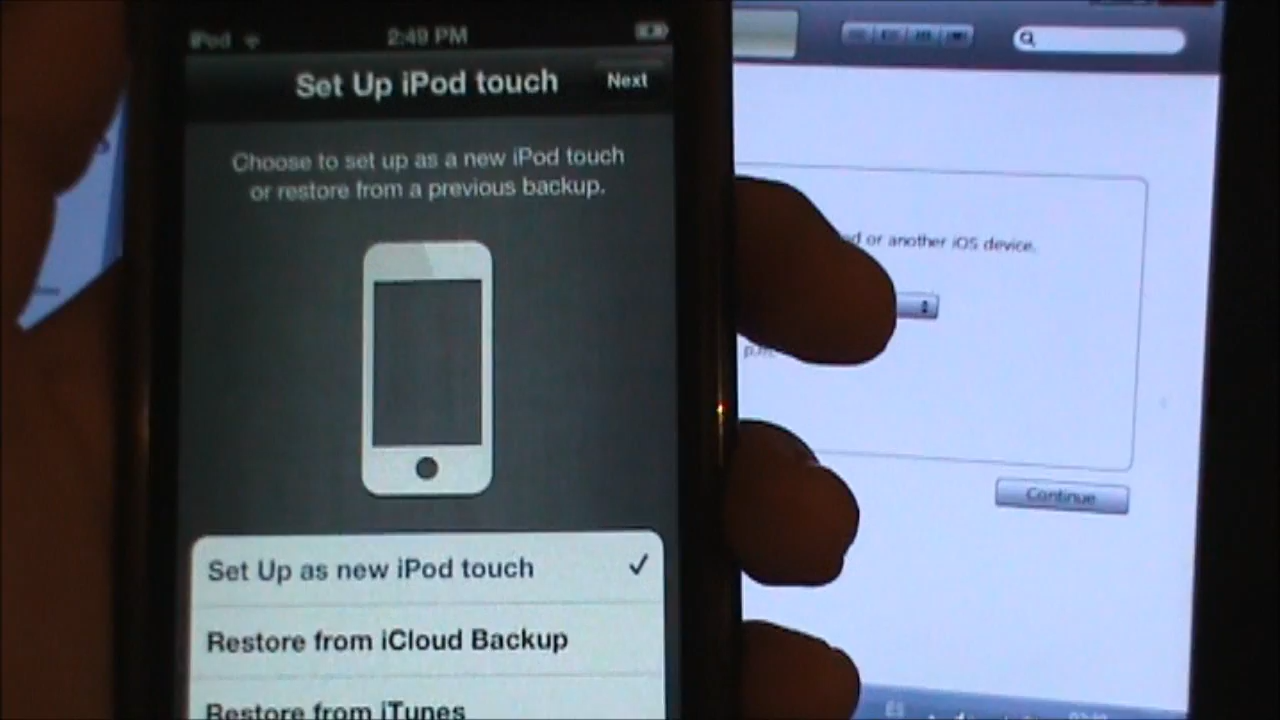 iPod 2:49 PM
Set Up iPod touch Next
Choose to set up as a new iPod touch
or restore from a previous backup.
or another iOS device.
Continue
Set Up as new iPod touch
Restore from iCloud Backup
Restore from iTunes